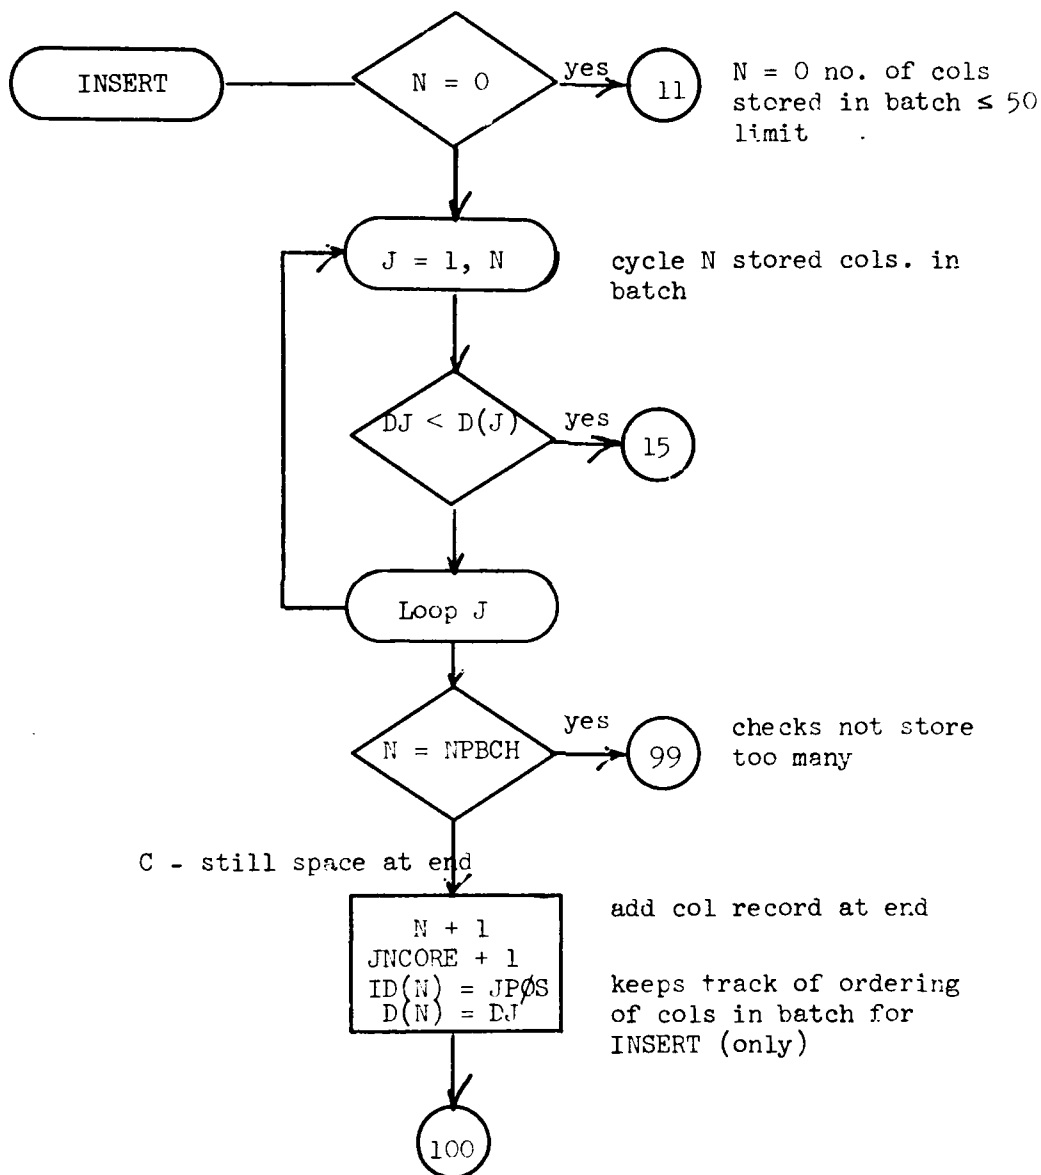 INSERT
N = 0
yes
11
N = 0 no. of cols
stored in batch ≤ 50
limit
J = 1, N
cycle N stored cols. in
batch
DJ < D(J)
yes
15
Loop J
N = NPBCH
yes
99
checks not store
too many
C - still space at end
N + 1
JNCORE + 1
ID(N) = JPØS
D(N) = DJ
add col record at end
keeps track of ordering
of cols in batch for
INSERT (only)
100